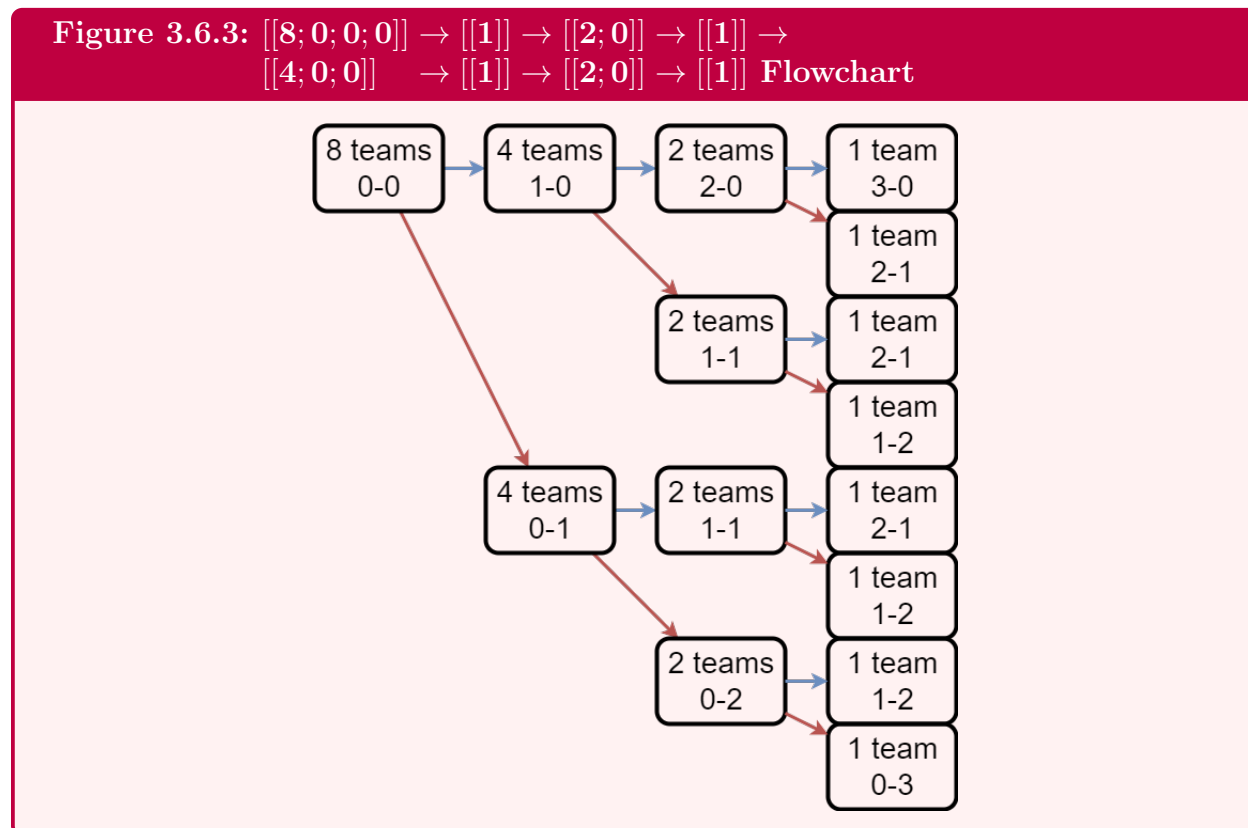 Figure 3.6.3: [[8; 0; 0; 0]] → [[1]] → [[2; 0]] → [[1]] →
[[4; 0; 0]] → [[1]] → [[2; 0]] → [[1]] Flowchart
8 teams
0-0
4 teams
1-0
2 teams
2-0
1 team
3-0
1 team
2-1
2 teams
1-1
1 team
2-1
1 team
1-2
4 teams
0-1
2 teams
1-1
1 team
2-1
1 team
1-2
2 teams
0-2
1 team
1-2
1 team
0-3